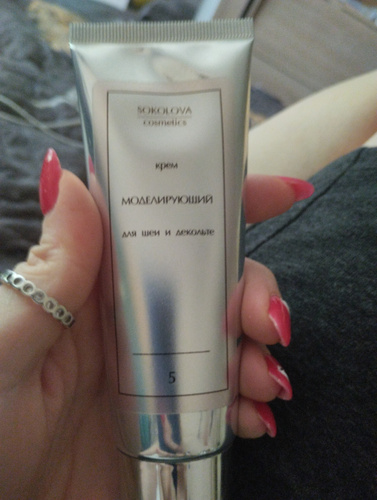 SOKOLOVA
cosmetics
крем
МОДЕЛИРУЮЩИЙ
для шеи и декольте
5